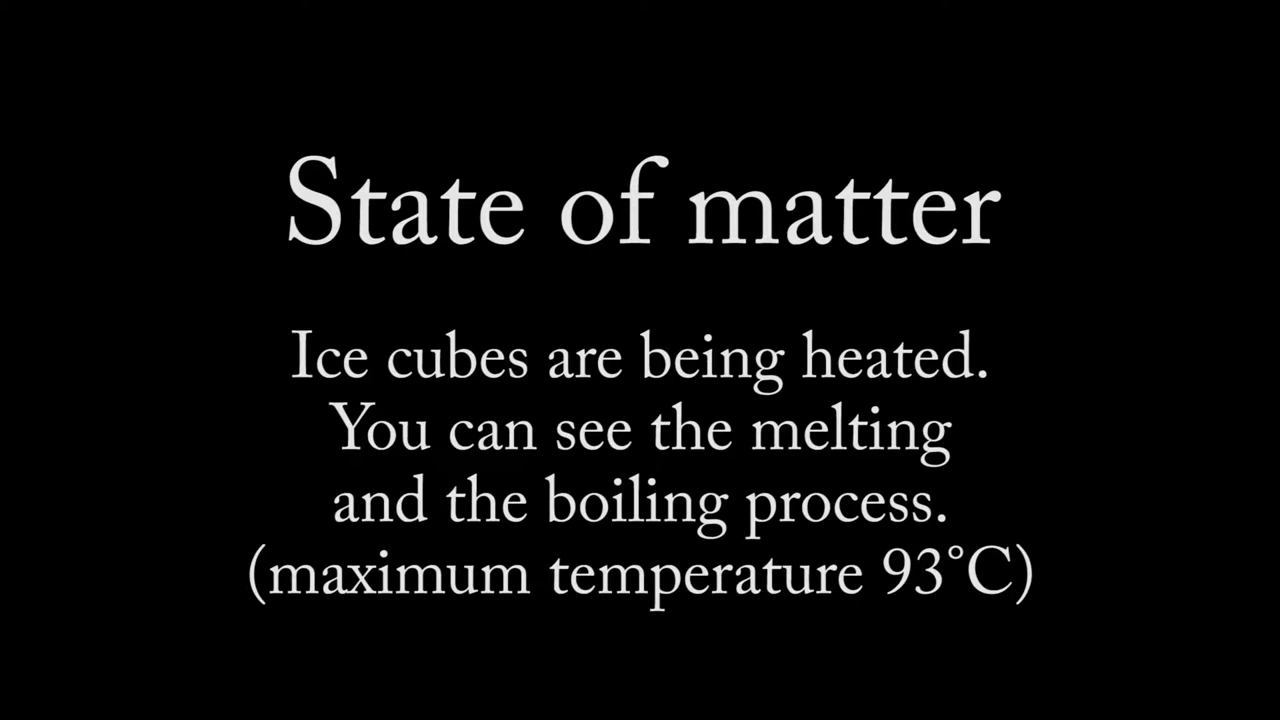 State of matter
Ice cubes are being heated.
You can see the melting
and the boiling process.
(maximum temperature 93°C)